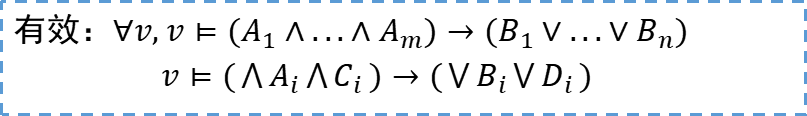 有效：∀𝑣, 𝑣 ⊨ (𝐴₁ ∧ … ∧ 𝐴ₘ) → (𝐵₁ ∨ … ∨ 𝐵ₙ)
𝑣 ⊨ (⋀ 𝐴ᵢ ⋀ 𝐶ᵢ ) → (⋁ 𝐵ᵢ ⋁ 𝐷ᵢ )